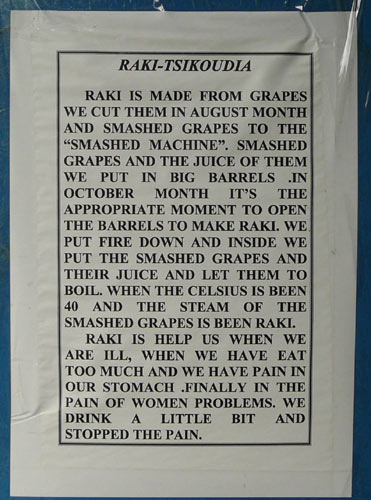 RAKI-TSIKOUDIA
RAKI IS MADE FROM GRAPES
WE CUT THEM IN AUGUST MONTH
AND SMASHED GRAPES TO THE
“SMASHED MACHINE”. SMASHED
GRAPES AND THE JUICE OF THEM
WE PUT IN BIG BARRELS .IN
OCTOBER MONTH IT’S THE
APPROPRIATE MOMENT TO OPEN
THE BARRELS TO MAKE RAKI. WE
PUT FIRE DOWN AND INSIDE WE
PUT THE SMASHED GRAPES AND
THEIR JUICE AND LET THEM TO
BOIL. WHEN THE CELSIUS IS BEEN
40 AND THE STEAM OF THE
SMASHED GRAPES IS BEEN RAKI.
RAKI IS HELP US WHEN WE
ARE ILL, WHEN WE HAVE EAT
TOO MUCH AND WE HAVE PAIN IN
OUR STOMACH .FINALLY IN THE
PAIN OF WOMEN PROBLEMS. WE
DRINK A LITTLE BIT AND
STOPPED THE PAIN.